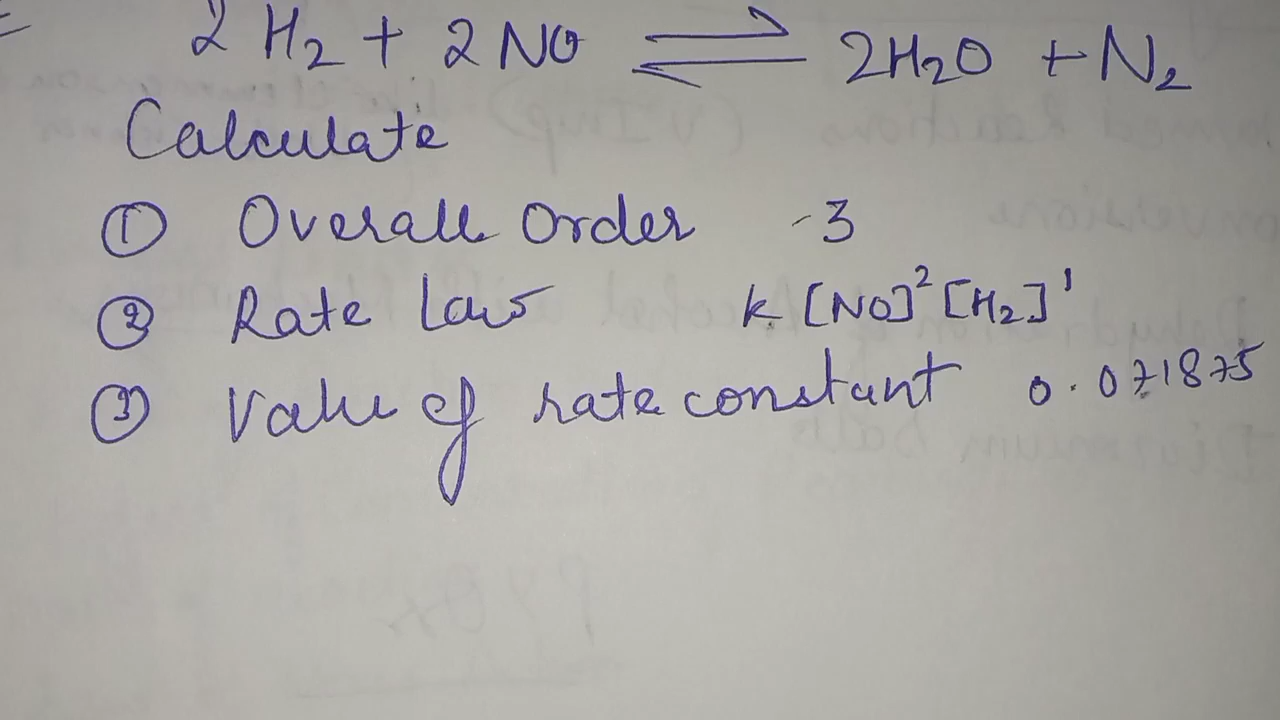 2 H₂ + 2 NO ⇌ 2H₂O + N₂
Calculate
① Overall Order - 3
② Rate Law k [NO]² [H₂]¹
③ Value of rate constant 0.071875